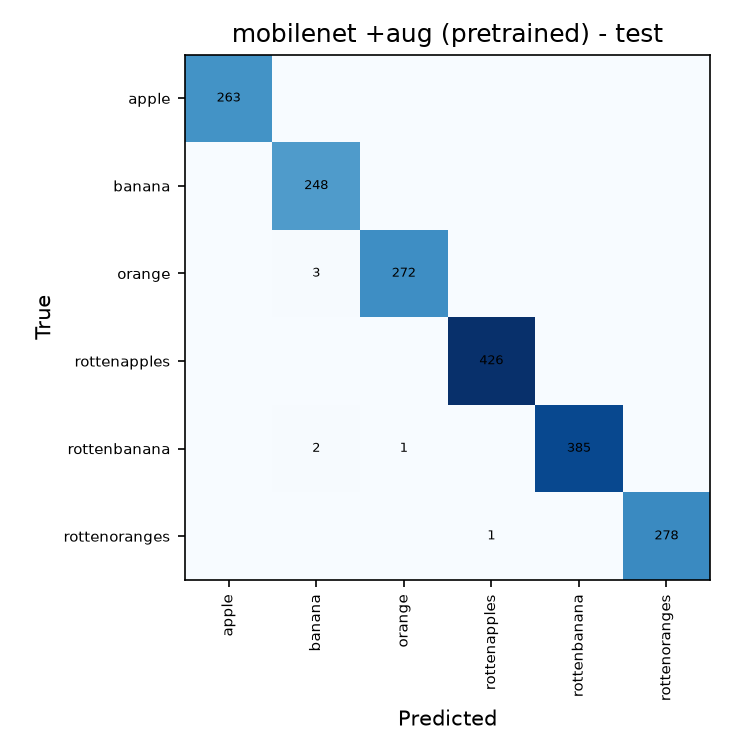 mobilenet +aug (pretrained) - test
True
apple 263
banana 248
orange 3 272
rottenapples 426
rottenbanana 2 1 385
rottenoranges 1 278
apple banana orange rottenapples rottenbanana rottenoranges
Predicted